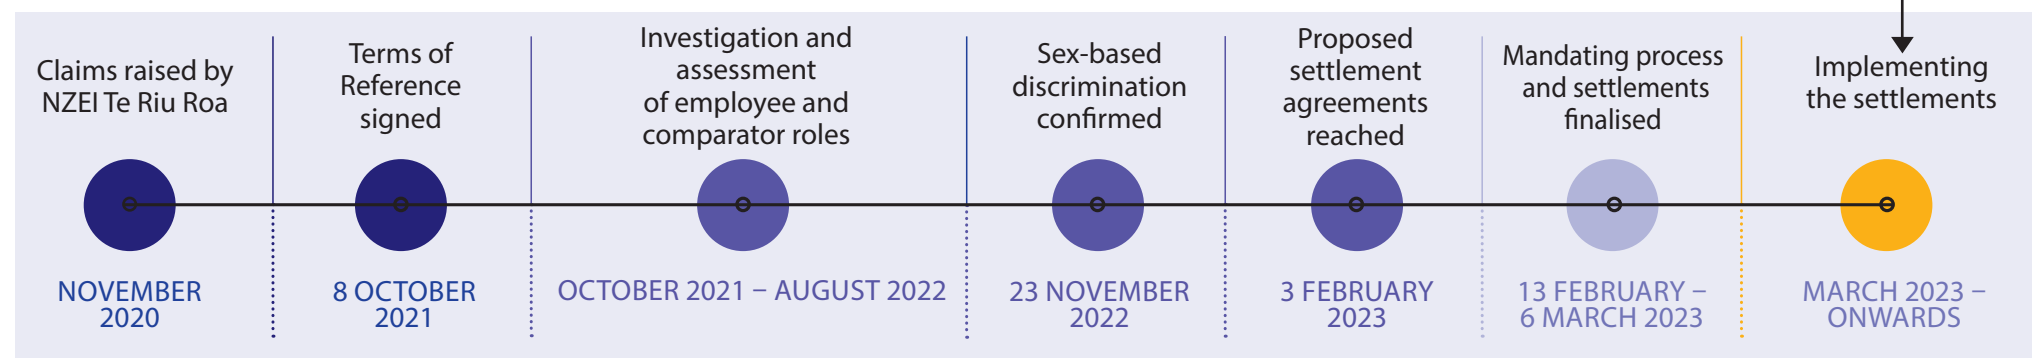 Claims raised by
NZEI Te Riu Roa
NOVEMBER
2020
Terms of
Reference
signed
8 OCTOBER
2021
Investigation and
assessment
of employee and
comparator roles
OCTOBER 2021 – AUGUST 2022
Sex-based
discrimination
confirmed
23 NOVEMBER
2022
Proposed
settlement
agreements
reached
3 FEBRUARY
2023
Mandating process
and settlements
finalised
13 FEBRUARY –
6 MARCH 2023
Implementing
the settlements
MARCH 2023 –
ONWARDS